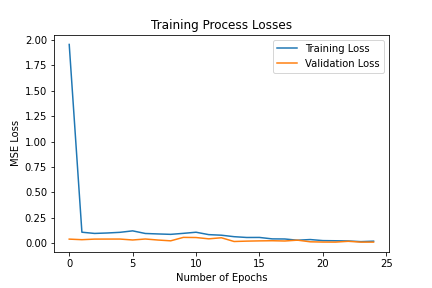 Training Process Losses
Training Loss
Validation Loss
MSE Loss
2.00
1.75
1.50
1.25
1.00
0.75
0.50
0.25
0.00
0 5 10 15 20 25
Number of Epochs